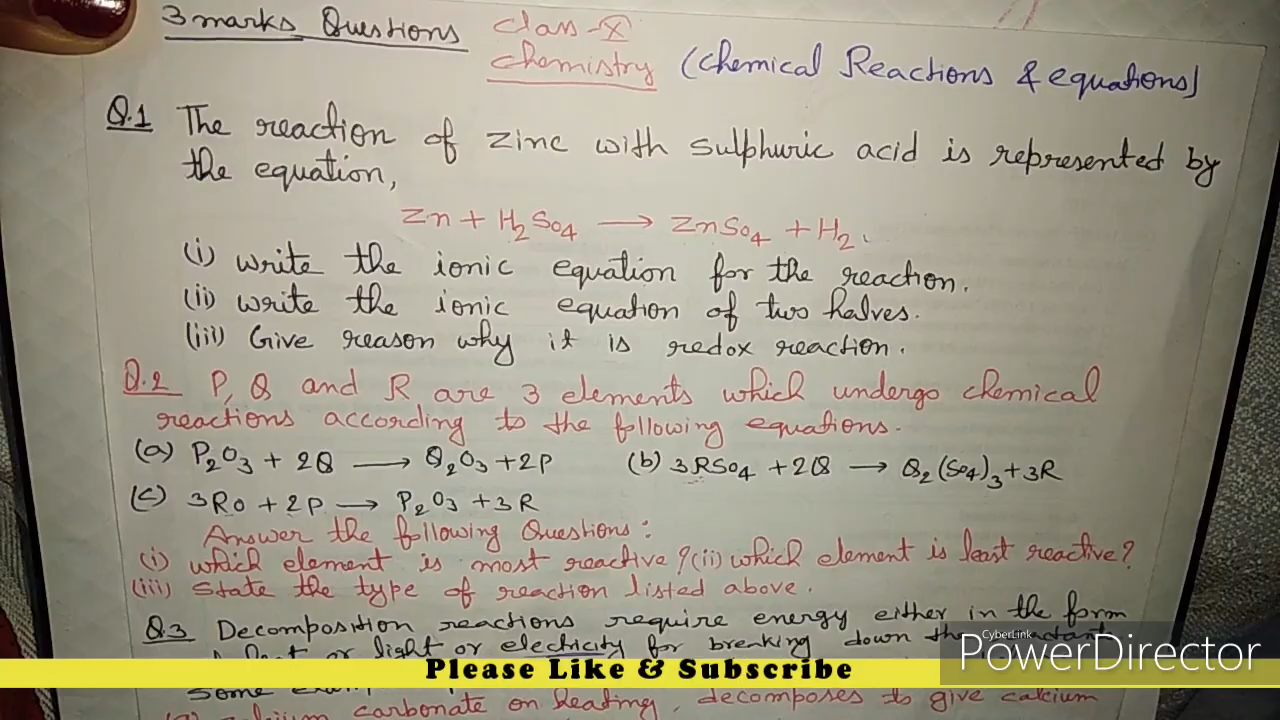 3 marks Questions Class-X
Chemistry (Chemical Reactions & equations)
Q.1 The reaction of zinc with sulphuric acid is represented by
the equation,
Zn + H₂SO₄ → ZnSO₄ + H₂.
(i) write the ionic equation for the reaction.
(ii) write the ionic equation of two halves.
(iii) Give reason why it is redox reaction.
Q.2 P, Q and R are 3 elements which undergo chemical
reactions according to the following equations.
(a) P₂O₃ + 2Q → Q₂O₃ + 2P (b) 3RSO₄ + 2Q → Q₂(SO₄)₃ + 3R
(c) 3RO + 2P → P₂O₃ + 3R
Answer the following Questions:
(i) which element is most reactive? (ii) which element is least reactive?
(iii) State the type of reaction listed above.
Q3 Decomposition reactions require energy either in the form
or light or electricity for breaking down
CyberLink
PowerDirector
Please Like & Subscribe
some
carbonate on heating, decomposes to give calcium